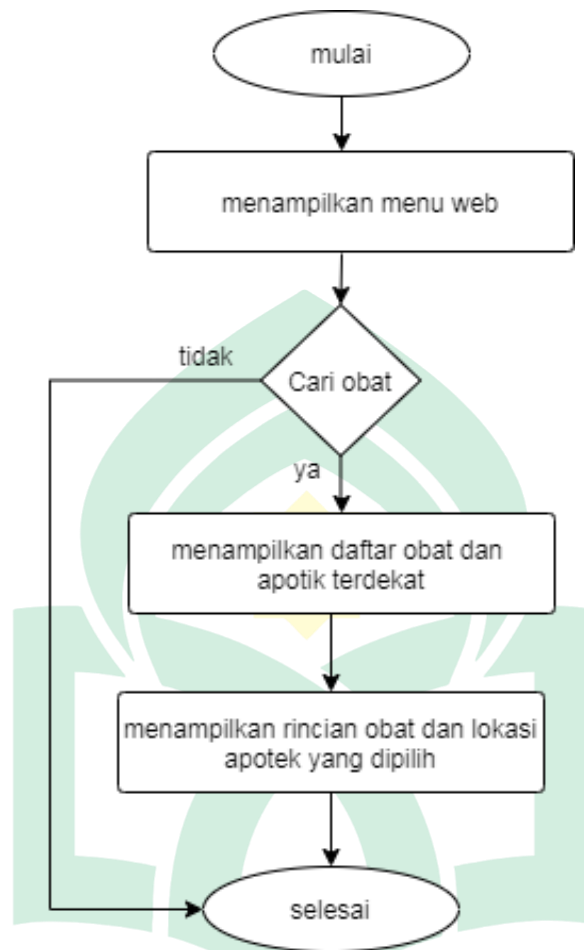 mulai
menampilkan menu web
tidak
Cari obat
ya
menampilkan daftar obat dan
apotik terdekat
menampilkan rincian obat dan lokasi
apotek yang dipilih
selesai